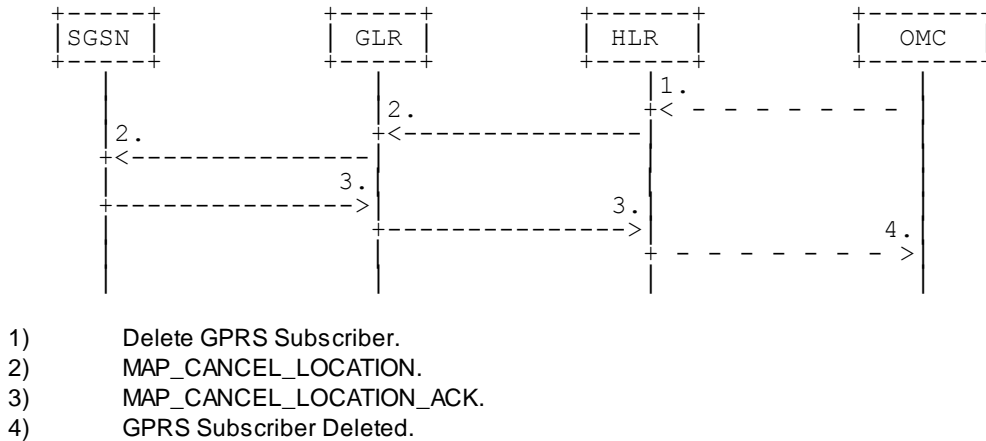 SGSN GLR HLR OMC
1.
2.
2.
3.
3.
4.
1) Delete GPRS Subscriber.
2) MAP_CANCEL_LOCATION.
3) MAP_CANCEL_LOCATION_ACK.
4) GPRS Subscriber Deleted.